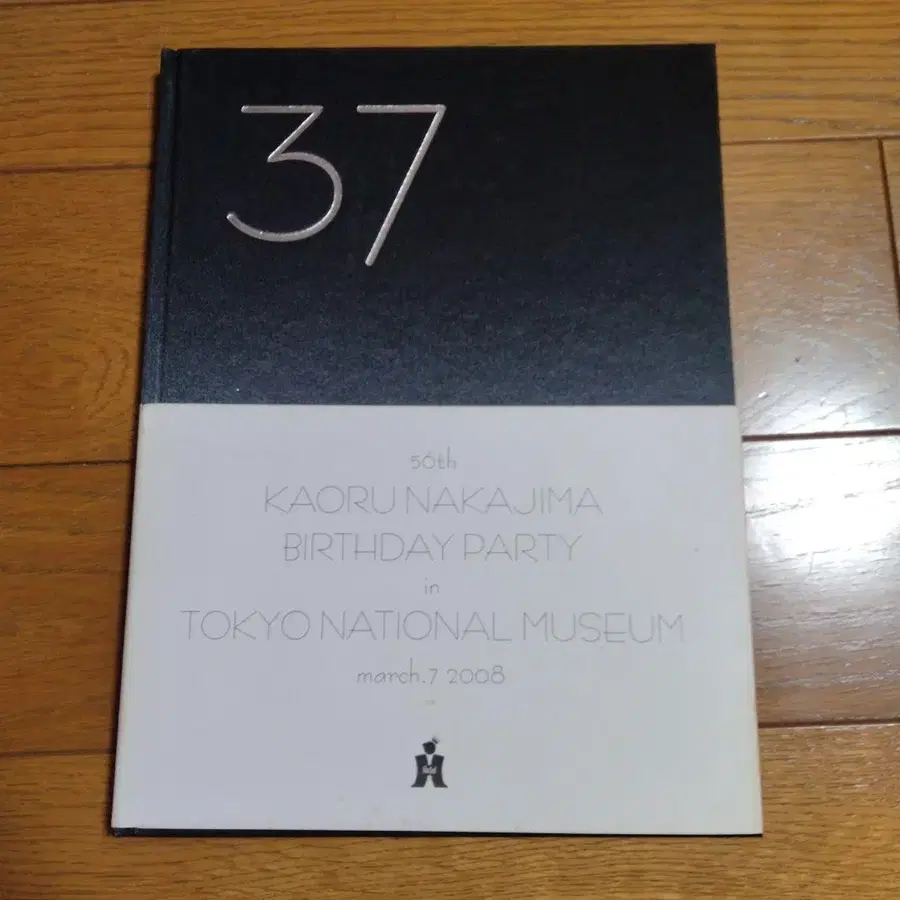 37
56th
KAORU NAKAJIMA
BIRTHDAY PARTY
in
TOKYO NATIONAL MUSEUM
march.7 2008